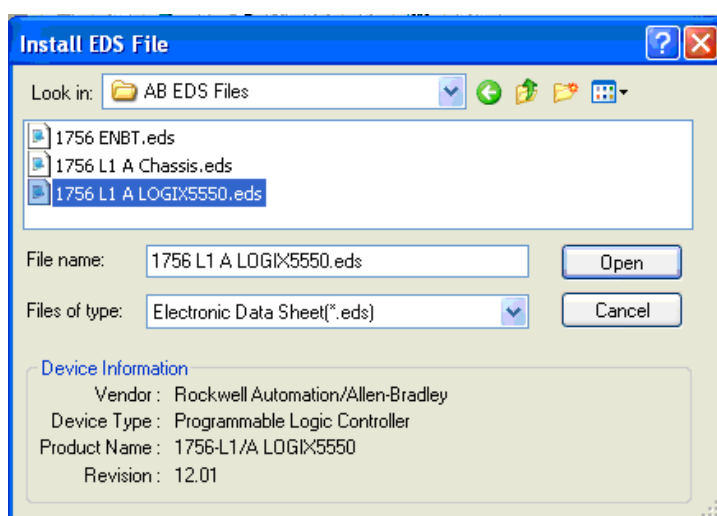 Install EDS File
Look in: AB EDS Files
1756 ENBT.eds
1756 L1 A Chassis.eds
1756 L1 A LOGIX5550.eds
File name: 1756 L1 A LOGIX5550.eds Open
Files of type: Electronic Data Sheet(*.eds) Cancel
Device Information
Vendor : Rockwell Automation/Allen-Bradley
Device Type : Programmable Logic Controller
Product Name : 1756-L1/A LOGIX5550
Revision : 12.01